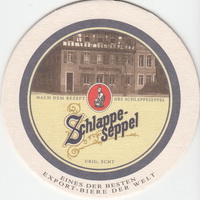 NACH DEM REZEPT DES SCHLAPPESEPPEL
Schlappe-
seppel
ORIG. ECHT
EINES DER BESTEN
EXPORT-BIERE DER WELT